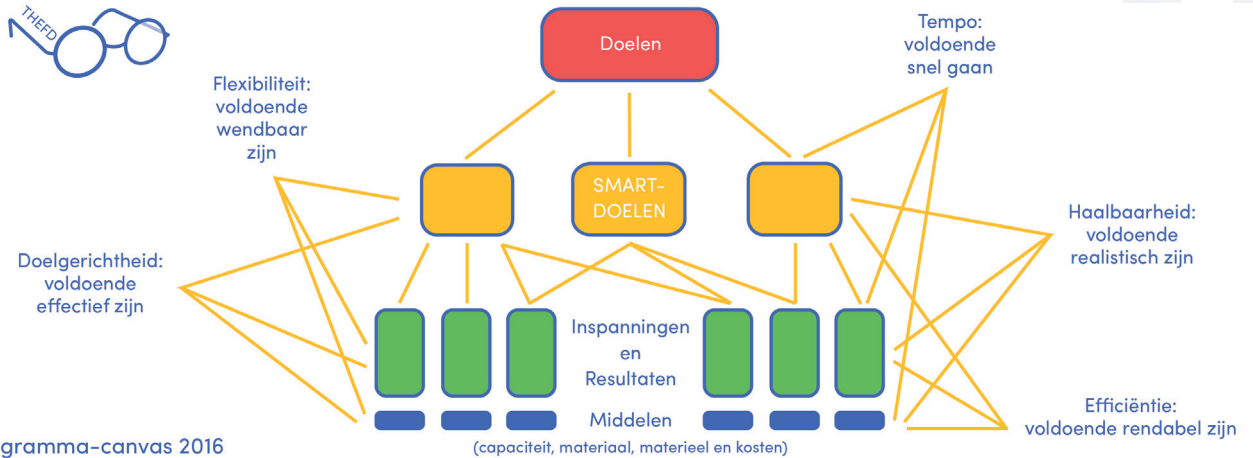 THEFD
Doelen
Tempo:
voldoende
snel gaan
Flexibiliteit:
voldoende
wendbaar
zijn
SMART-
DOELEN
Haalbaarheid:
voldoende
realistisch zijn
Doelgerichtheid:
voldoende
effectief zijn
Inspanningen
en
Resultaten
Middelen
(capaciteit, materiaal, materieel en kosten)
Efficiëntie:
voldoende rendabel zijn
gramma-canvas 2016